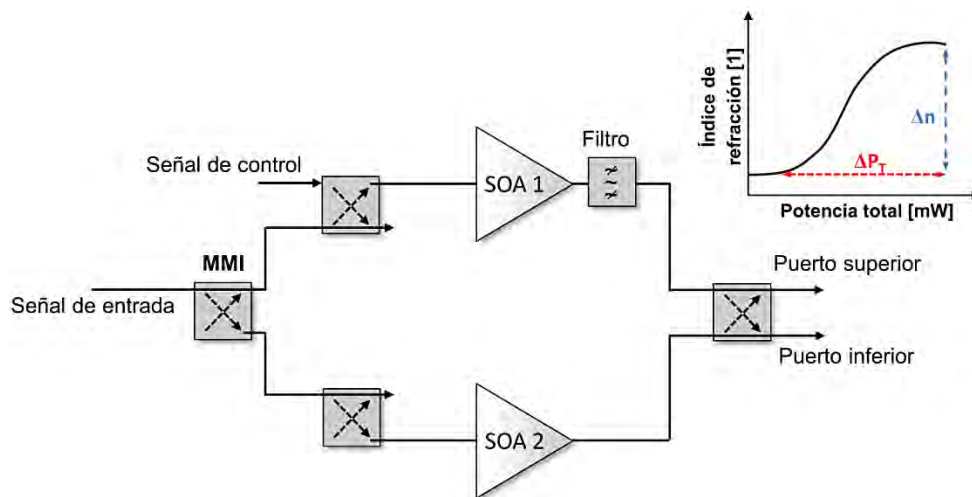 Índice de
refracción [1]
Δn
ΔP_T
Potencia total [mW]
Señal de control
SOA 1
Filtro
MMI
Señal de entrada
Puerto superior
Puerto inferior
SOA 2